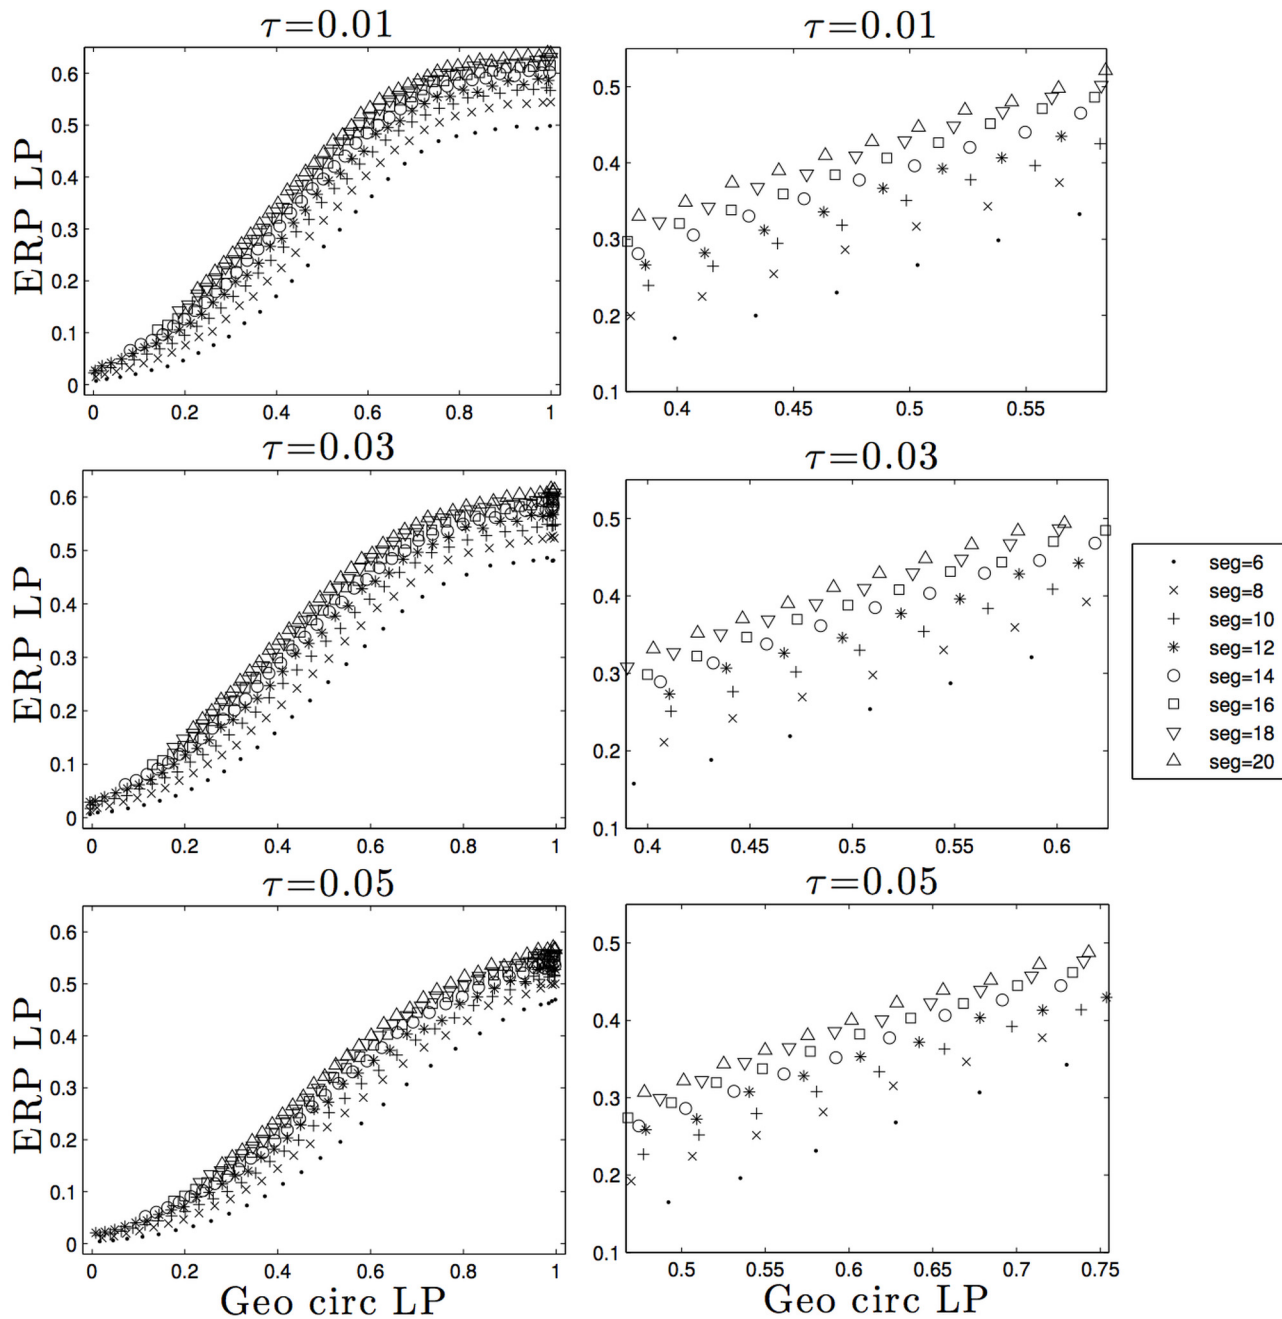 τ=0.01
τ=0.01
ERP LP
0.6
0.5
0.4
0.3
0.2
0.1
0
0 0.2 0.4 0.6 0.8 1
0.5
0.4
0.3
0.2
0.1
0.4 0.45 0.5 0.55
τ=0.03
τ=0.03
ERP LP
0.6
0.5
0.4
0.3
0.2
0.1
0
0 0.2 0.4 0.6 0.8 1
0.5
0.4
0.3
0.2
0.1
0.4 0.45 0.5 0.55 0.6
seg=6
seg=8
seg=10
seg=12
seg=14
seg=16
seg=18
seg=20
τ=0.05
τ=0.05
ERP LP
0.6
0.5
0.4
0.3
0.2
0.1
0
0 0.2 0.4 0.6 0.8 1
Geo circ LP
0.5
0.4
0.3
0.2
0.1
0.5 0.55 0.6 0.65 0.7 0.75
Geo circ LP